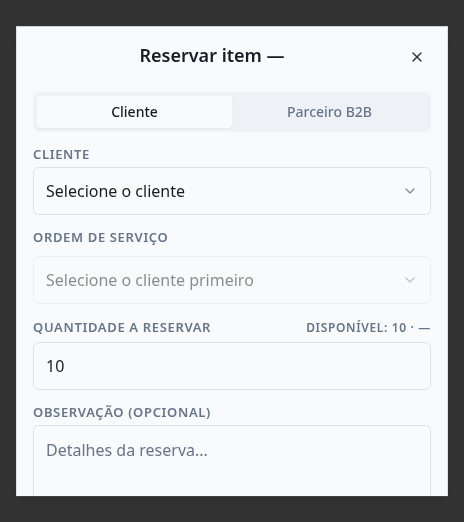 Reservar item —
Cliente
Parceiro B2B
CLIENTE
Selecione o cliente
ORDEM DE SERVIÇO
Selecione o cliente primeiro
QUANTIDADE A RESERVAR
DISPONÍVEL: 10 · —
10
OBSERVAÇÃO (OPCIONAL)
Detalhes da reserva...